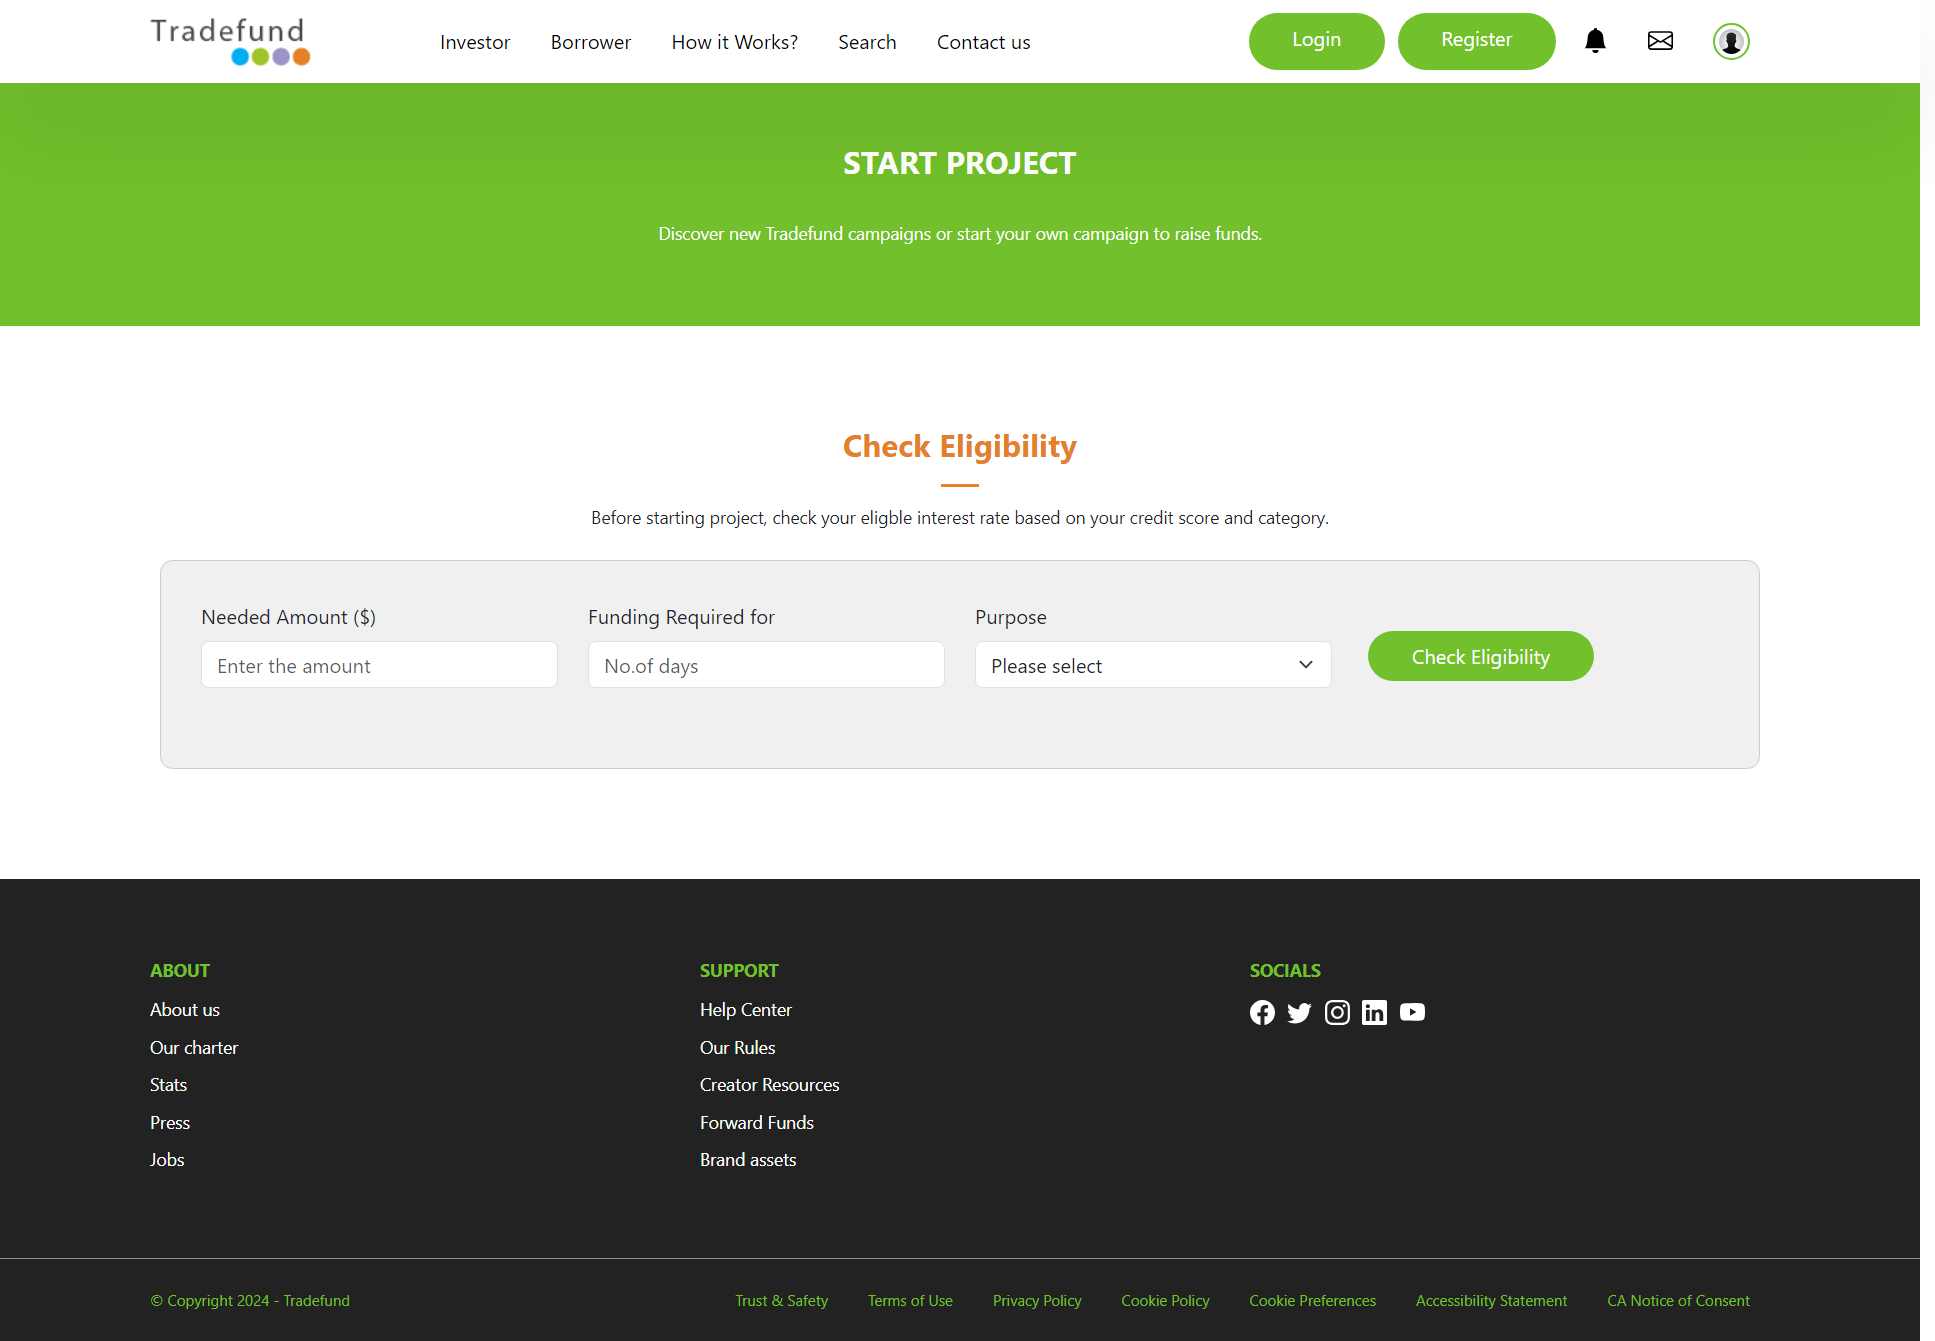 Tradefund
Investor
Borrower
How it Works?
Search
Contact us
Login
Register
START PROJECT
Discover new Tradefund campaigns or start your own campaign to raise funds.
Check Eligibility
Before starting project, check your eligble interest rate based on your credit score and category.
Needed Amount ($)
Enter the amount
Funding Required for
No.of days
Purpose
Please select
Check Eligibility
ABOUT
About us
Our charter
Stats
Press
Jobs
SUPPORT
Help Center
Our Rules
Creator Resources
Forward Funds
Brand assets
SOCIALS
© Copyright 2024 - Tradefund
Trust & Safety
Terms of Use
Privacy Policy
Cookie Policy
Cookie Preferences
Accessibility Statement
CA Notice of Consent